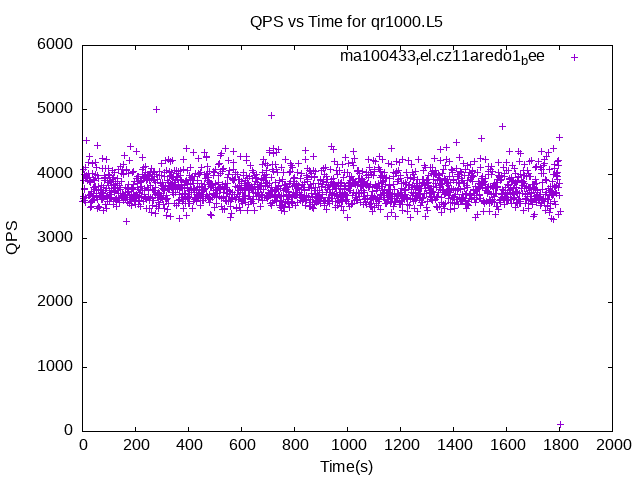 QPS vs Time for qr1000.L5
ma100433rel.cz11aredo1bee
6000
5000
4000
3000
2000
1000
0
QPS
0 200 400 600 800 1000 1200 1400 1600 1800 2000
Time(s)